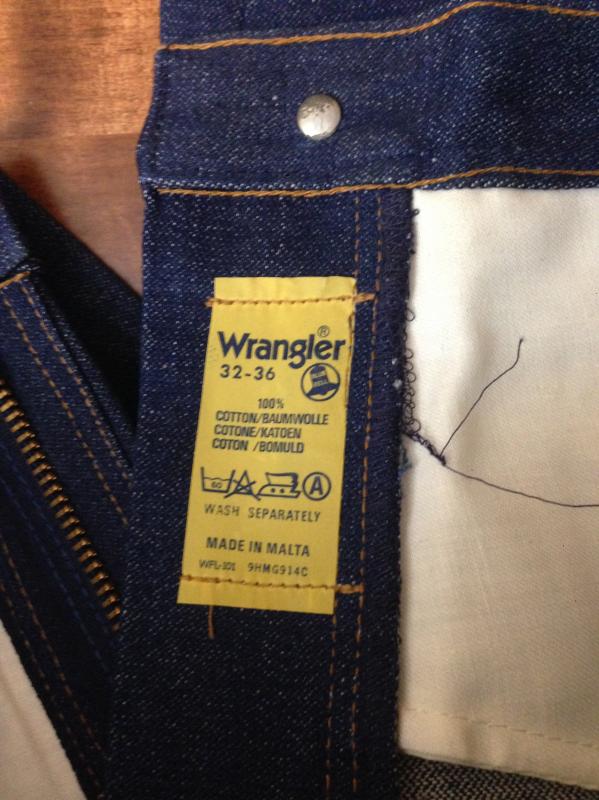 Wrangler®
32-36
100%
COTTON/BAUMWOLLE
COTONE/KATOEN
COTON /BOMULD
60 A
WASH SEPARATELY
MADE IN MALTA
WFL-101 9HMG914C